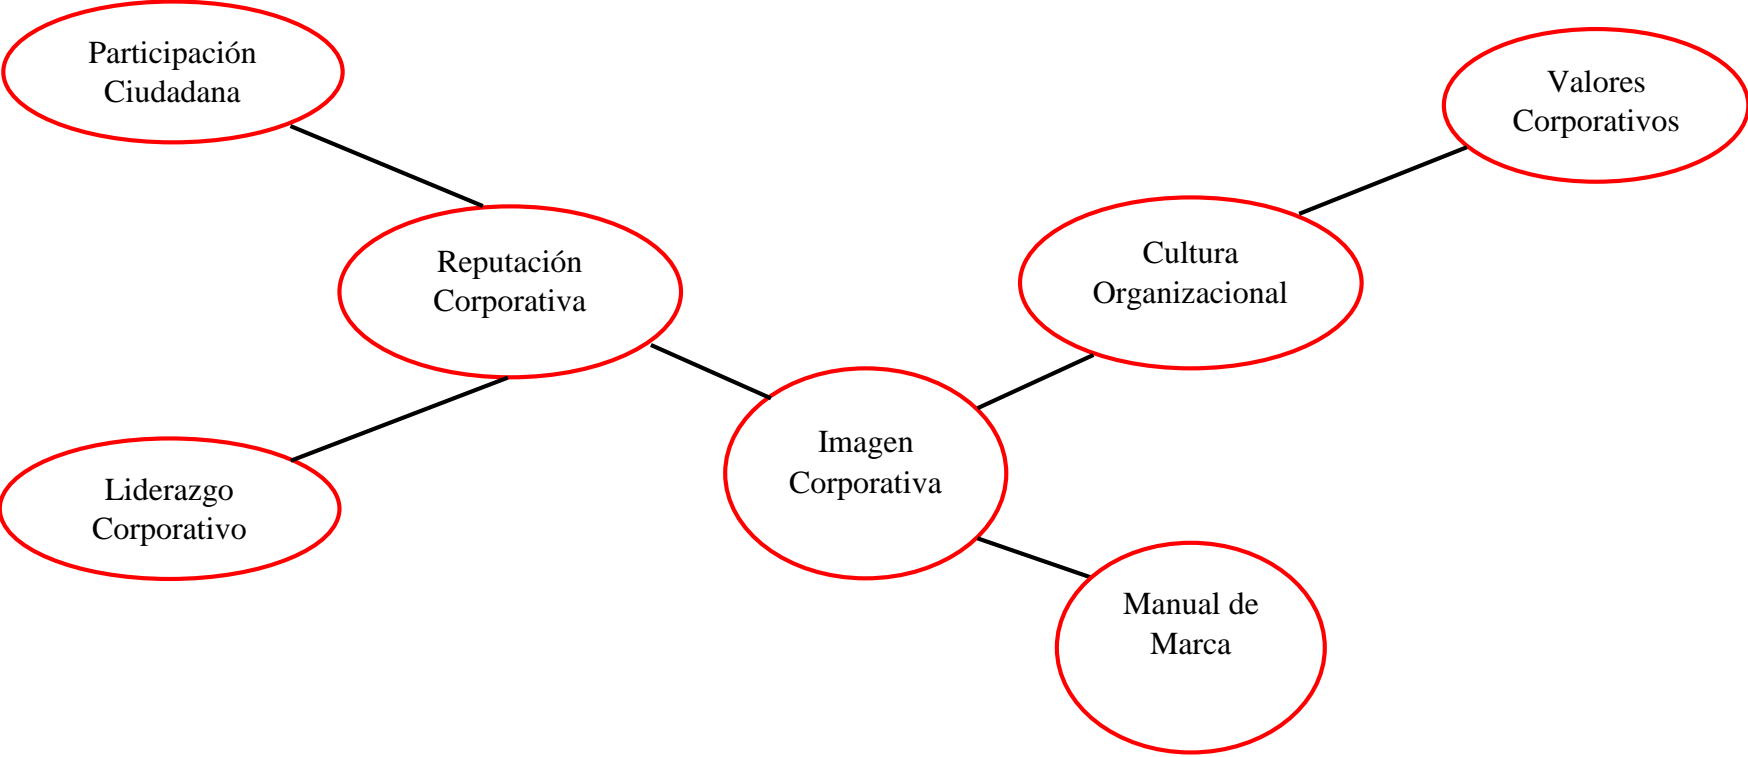 Participación
Ciudadana
Valores
Corporativos
Reputación
Corporativa
Cultura
Organizacional
Imagen
Corporativa
Liderazgo
Corporativo
Manual de
Marca